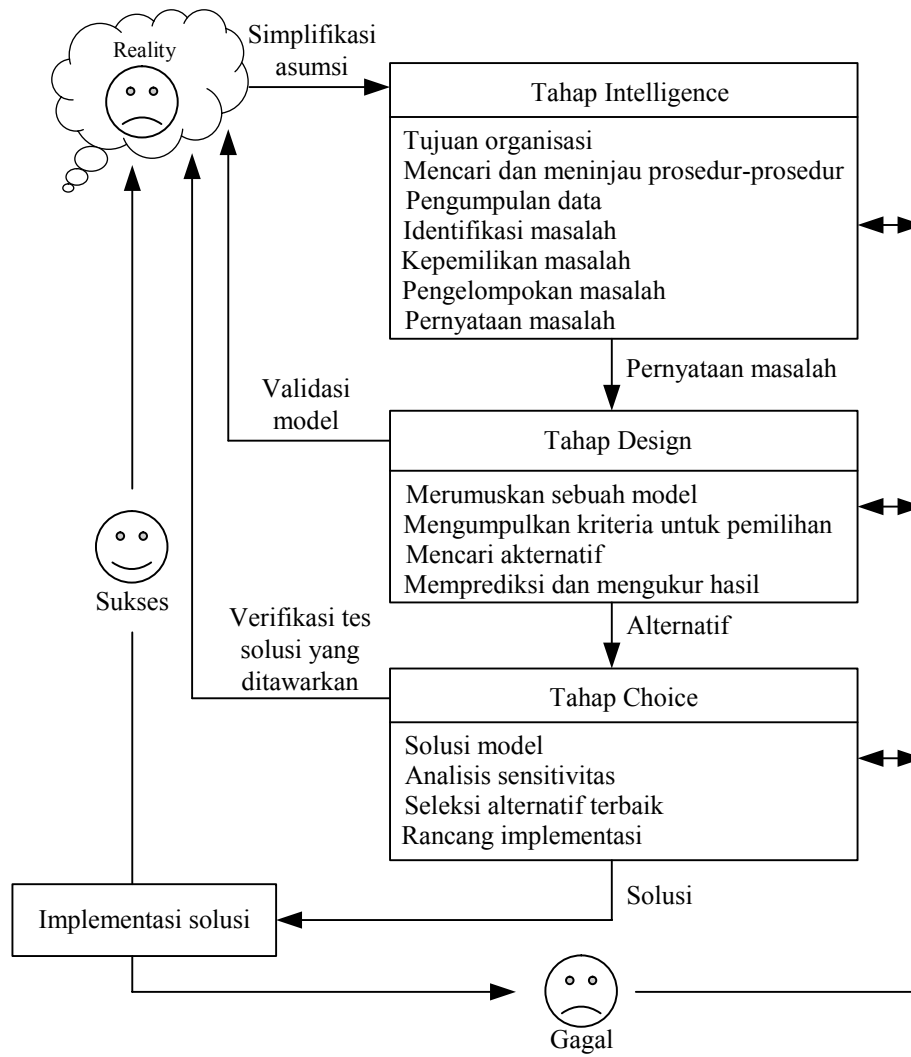 Reality
Simplifikasi
asumsi
Tahap Intelligence
Tujuan organisasi
Mencari dan meninjau prosedur-prosedur
Pengumpulan data
Identifikasi masalah
Kepemilikan masalah
Pengelompokan masalah
Pernyataan masalah
Pernyataan masalah
Validasi
model
Tahap Design
Merumuskan sebuah model
Mengumpulkan kriteria untuk pemilihan
Mencari akternatif
Memprediksi dan mengukur hasil
Sukses
Alternatif
Verifikasi tes
solusi yang
ditawarkan
Tahap Choice
Solusi model
Analisis sensitivitas
Seleksi alternatif terbaik
Rancang implementasi
Solusi
Implementasi solusi
Gagal